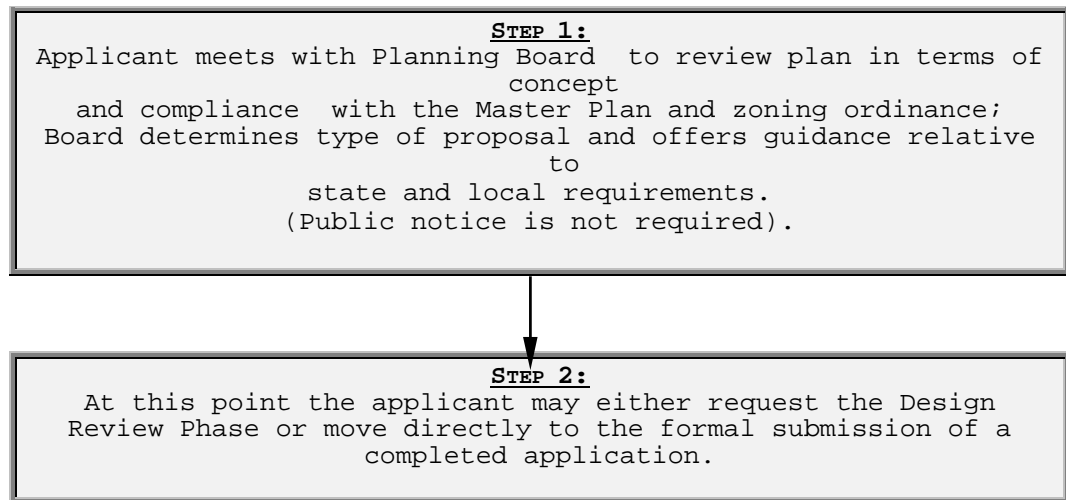 STEP 1:
Applicant meets with Planning Board  to review plan in terms of
concept
and compliance  with the Master Plan and zoning ordinance;
Board determines type of proposal and offers guidance relative
to
state and local requirements.
(Public notice is not required).
STEP 2:
At this point the applicant may either request the Design
Review Phase or move directly to the formal submission of a
completed application.